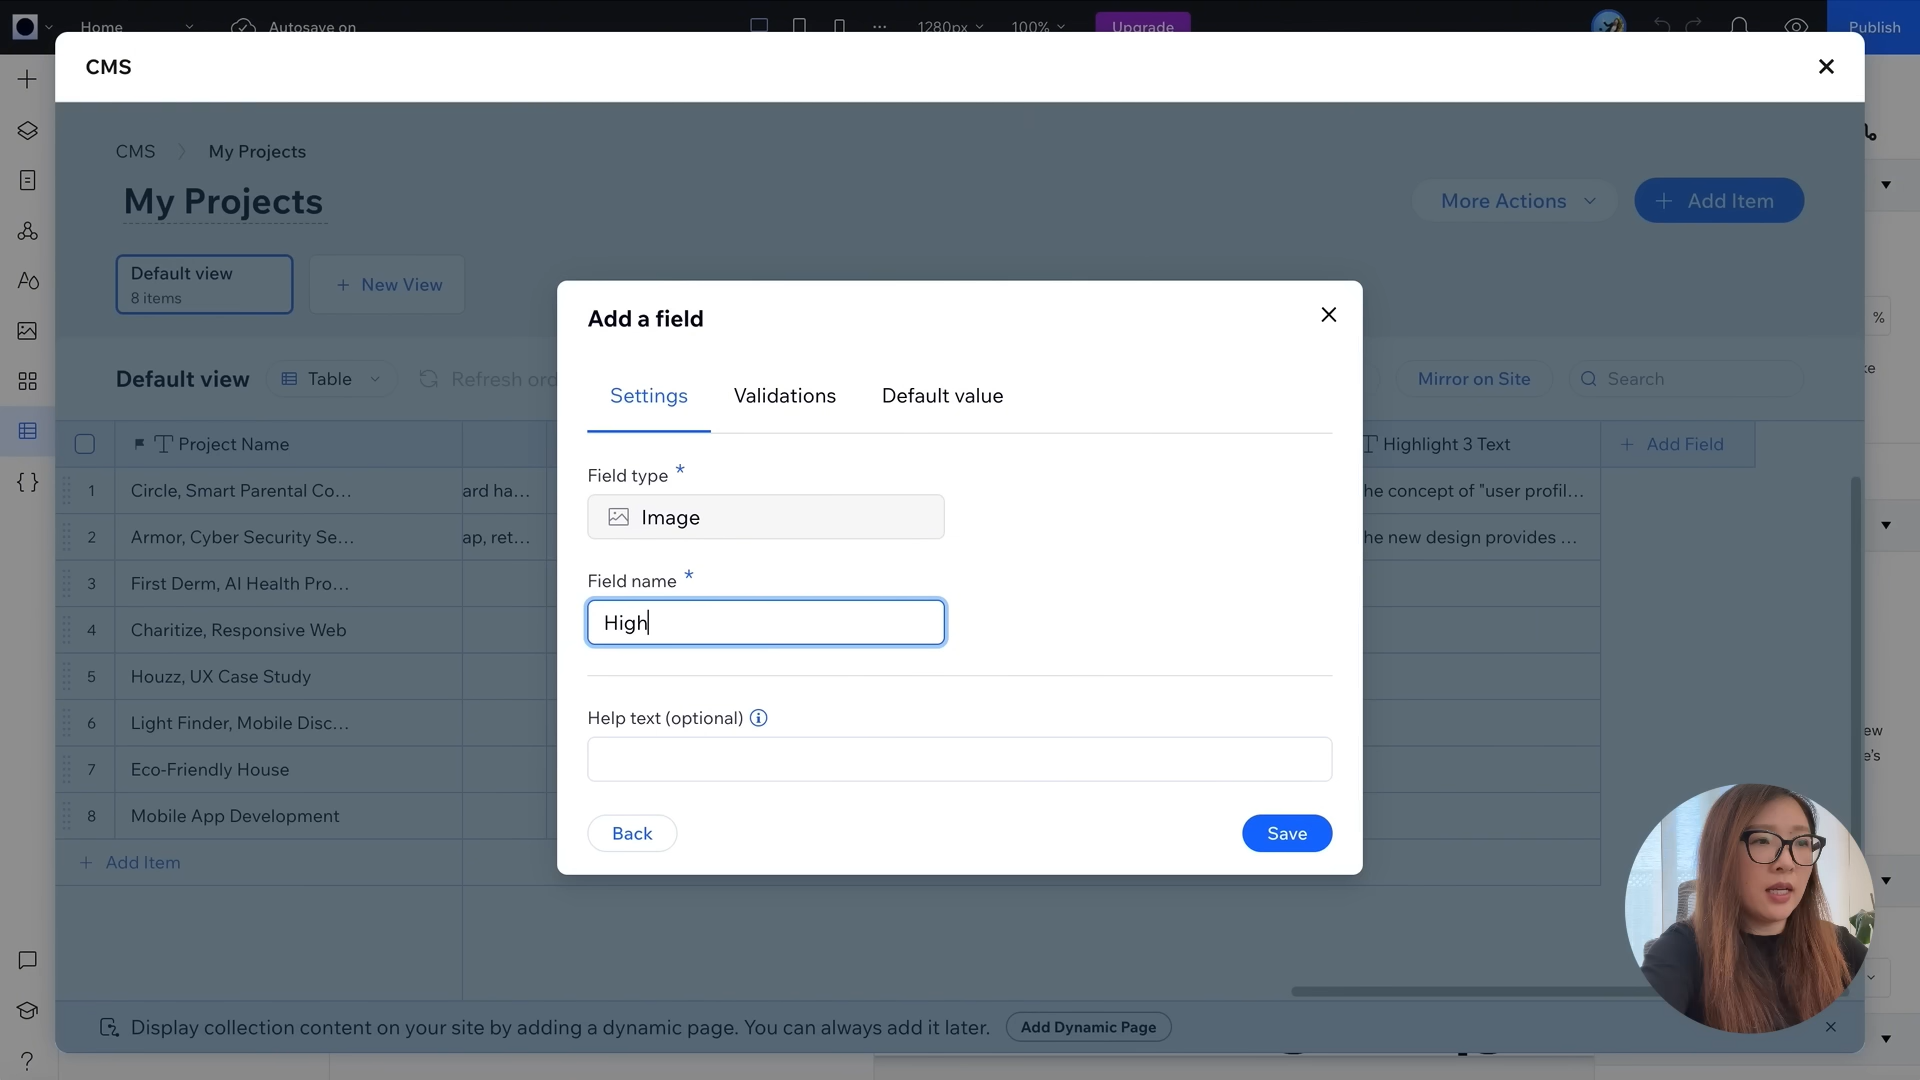 Home
Autosave on
1280px
100%
Upgrade
Publish
CMS
CMS
My Projects
My Projects
More Actions
+ Add Item
Default view
8 items
+ New View
Default view
Table
Refresh ord
Mirror on Site
Search
Project Name
Highlight 3 Text
+ Add Field
1 Circle, Smart Parental Co... ard ha... he concept of "user profil...
2 Armor, Cyber Security Se... ap, ret... he new design provides ...
3 First Derm, AI Health Pro...
4 Charitize, Responsive Web
5 Houzz, UX Case Study
6 Light Finder, Mobile Disc...
7 Eco-Friendly House
8 Mobile App Development
+ Add Item
Add a field
Settings
Validations
Default value
Field type *
Image
Field name *
High
Help text (optional)
Back
Save
Display collection content on your site by adding a dynamic page. You can always add it later.
Add Dynamic Page
%
ke
ew
e's